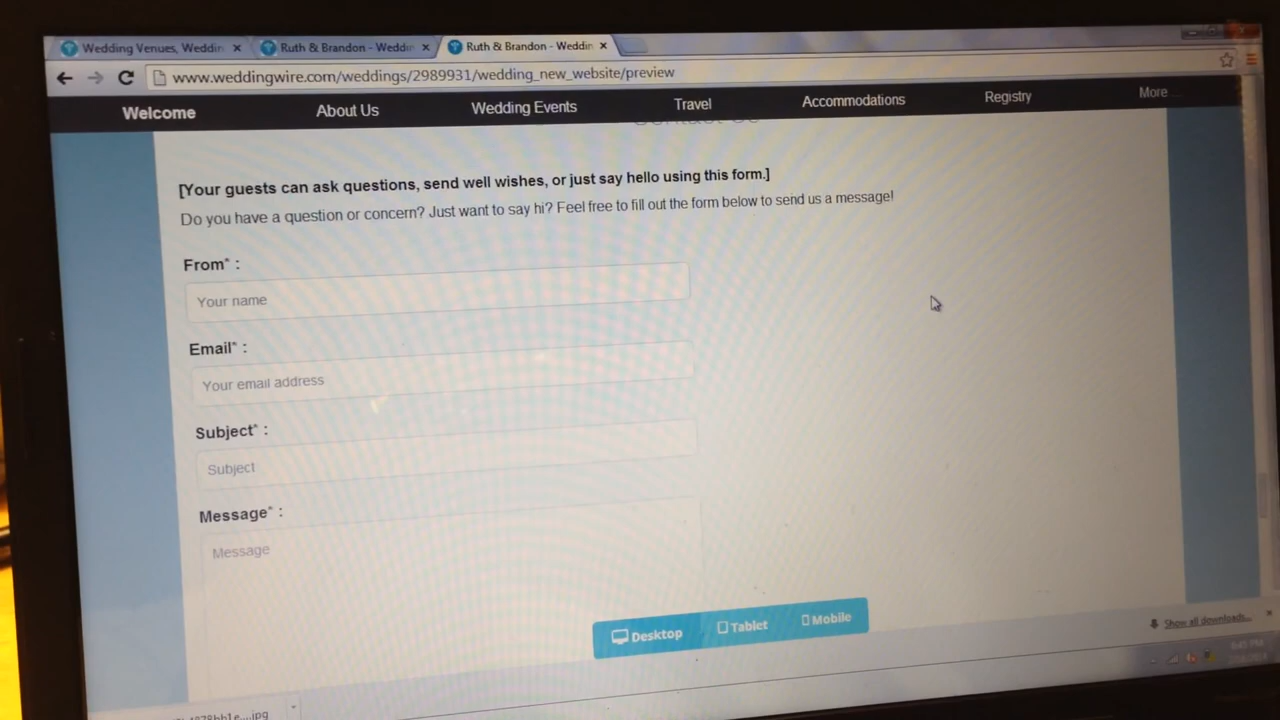 Wedding Venues, Weddin
Ruth & Brandon - Weddin
Ruth & Brandon - Weddin
www.weddingwire.com/weddings/2989931/wedding_new_website/preview
Welcome
About Us
Wedding Events
Travel
Accommodations
Registry
More
[Your guests can ask questions, send well wishes, or just say hello using this form.]
Do you have a question or concern? Just want to say hi? Feel free to fill out the form below to send us a message!
From* :
Your name
Email* :
Your email address
Subject* :
Subject
Message* :
Message
Desktop
Tablet
Mobile
Show all downloads...